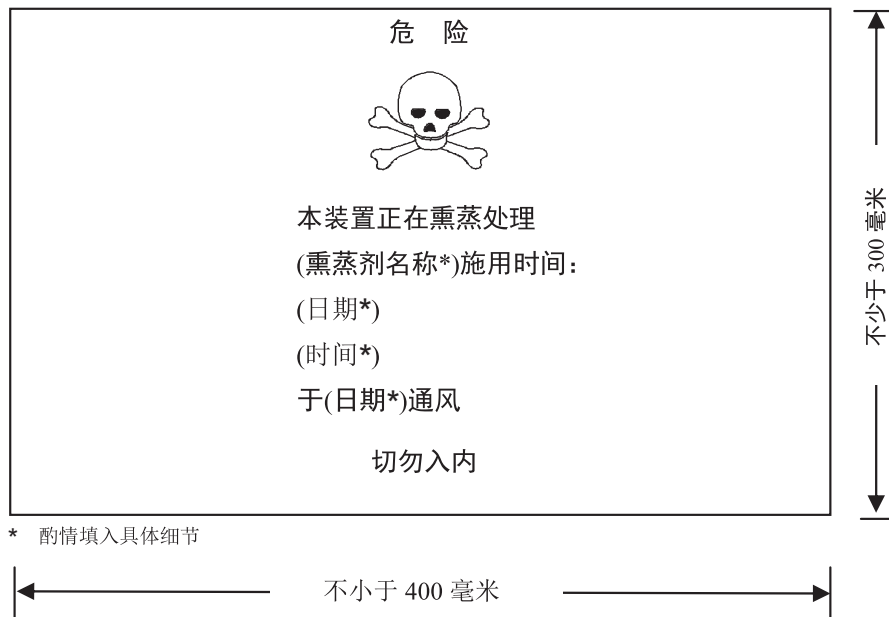 危 险
本装置正在熏蒸处理
(熏蒸剂名称*)施用时间：
(日期*)
(时间*)
于(日期*)通风
切勿入内
不少于 300 毫米
* 酌情填入具体细节
不小于 400 毫米